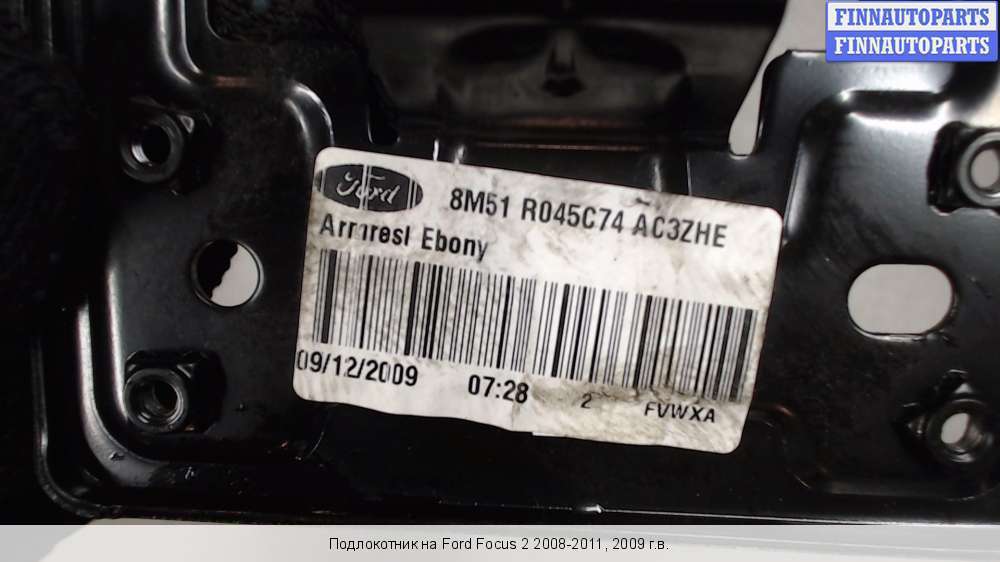 FINNAUTOPARTS
FINNAUTOPARTS
Ford
8M51 R045C74 AC3ZHE
Armrest Ebony
09/12/2009 07:28 2 FVWXA
Подлокотник на Ford Focus 2 2008-2011, 2009 г.в.